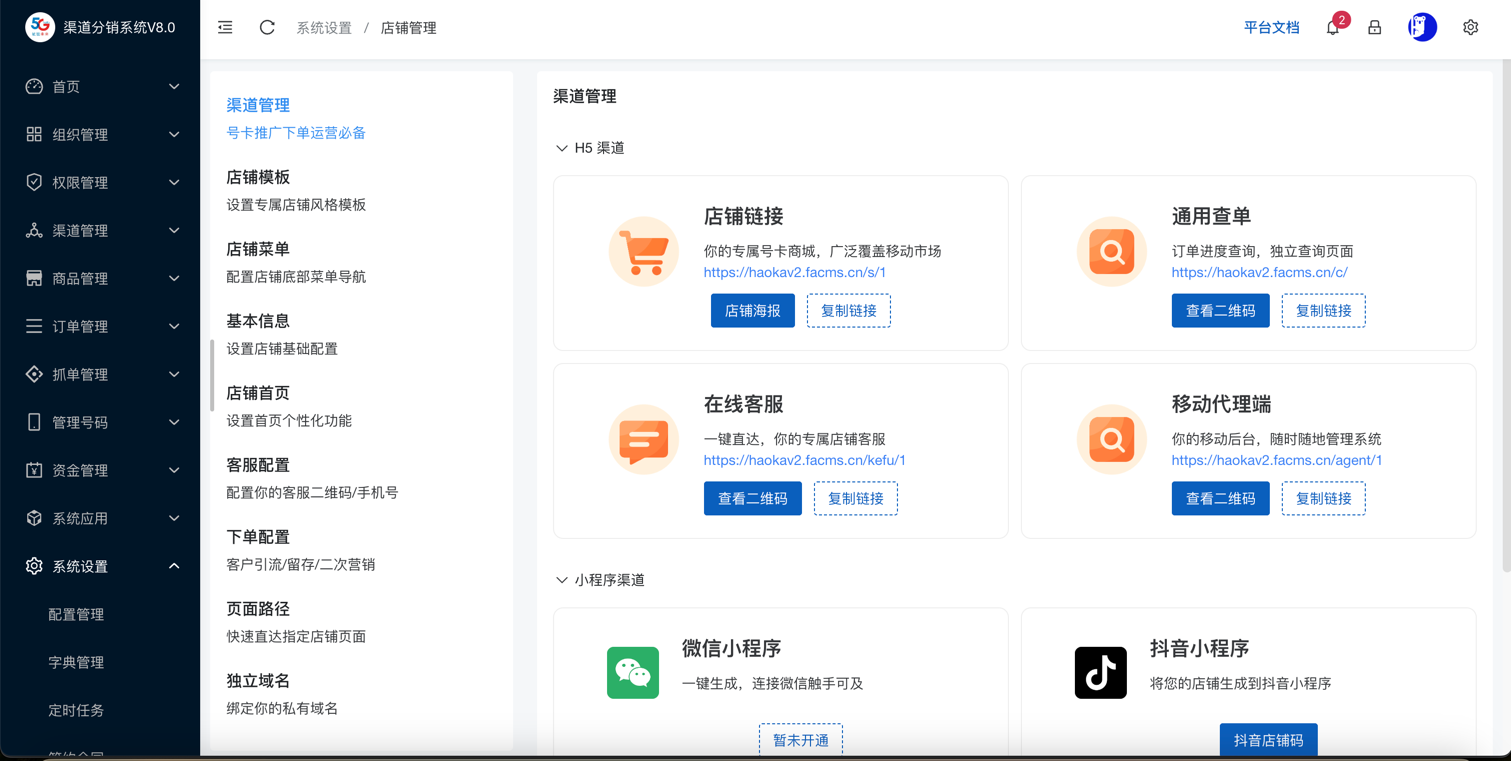 5G
渠道分销系统V8.0
系统设置 / 店铺管理
平台文档
2
首页
组织管理
权限管理
渠道管理
商品管理
订单管理
抓单管理
管理号码
资金管理
系统应用
系统设置
配置管理
字典管理
定时任务
渠道管理
号卡推广下单运营必备
店铺模板
设置专属店铺风格模板
店铺菜单
配置店铺底部菜单导航
基本信息
设置店铺基础配置
店铺首页
设置首页个性化功能
客服配置
配置你的客服二维码/手机号
下单配置
客户引流/留存/二次营销
页面路径
快速直达指定店铺页面
独立域名
绑定你的私有域名
渠道管理
H5 渠道
店铺链接
你的专属号卡商城，广泛覆盖移动市场
https://haokav2.facms.cn/s/1
店铺海报 复制链接
通用查单
订单进度查询，独立查询页面
https://haokav2.facms.cn/c/
查看二维码 复制链接
在线客服
一键直达，你的专属店铺客服
https://haokav2.facms.cn/kefu/1
查看二维码 复制链接
移动代理端
你的移动后台，随时随地管理系统
https://haokav2.facms.cn/agent/1
查看二维码 复制链接
小程序渠道
微信小程序
一键生成，连接微信触手可及
暂未开通
抖音小程序
将您的店铺生成到抖音小程序
抖音店铺码